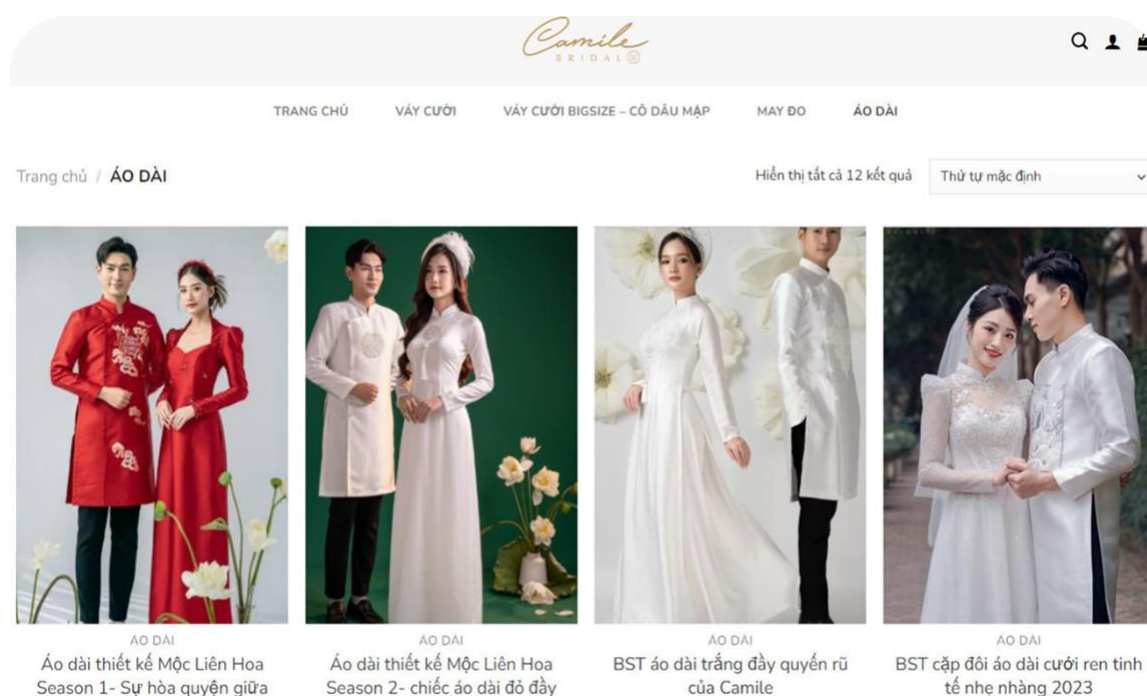 Camile
BRIDAL
TRANG CHỦ VÁY CƯỚI VÁY CƯỚI BIGSIZE – CÔ DÂU MẬP MAY ĐO ÁO DÀI
Trang chủ / ÁO DÀI
Hiển thị tất cả 12 kết quả Thứ tự mặc định
ÁO DÀI
Áo dài thiết kế Mộc Liên Hoa
Season 1- Sự hòa quyện giữa
ÁO DÀI
Áo dài thiết kế Mộc Liên Hoa
Season 2- chiếc áo dài đỏ đầy
ÁO DÀI
BST áo dài trắng đầy quyến rũ
của Camile
ÁO DÀI
BST cặp đôi áo dài cưới ren tinh
tế nhẹ nhàng 2023